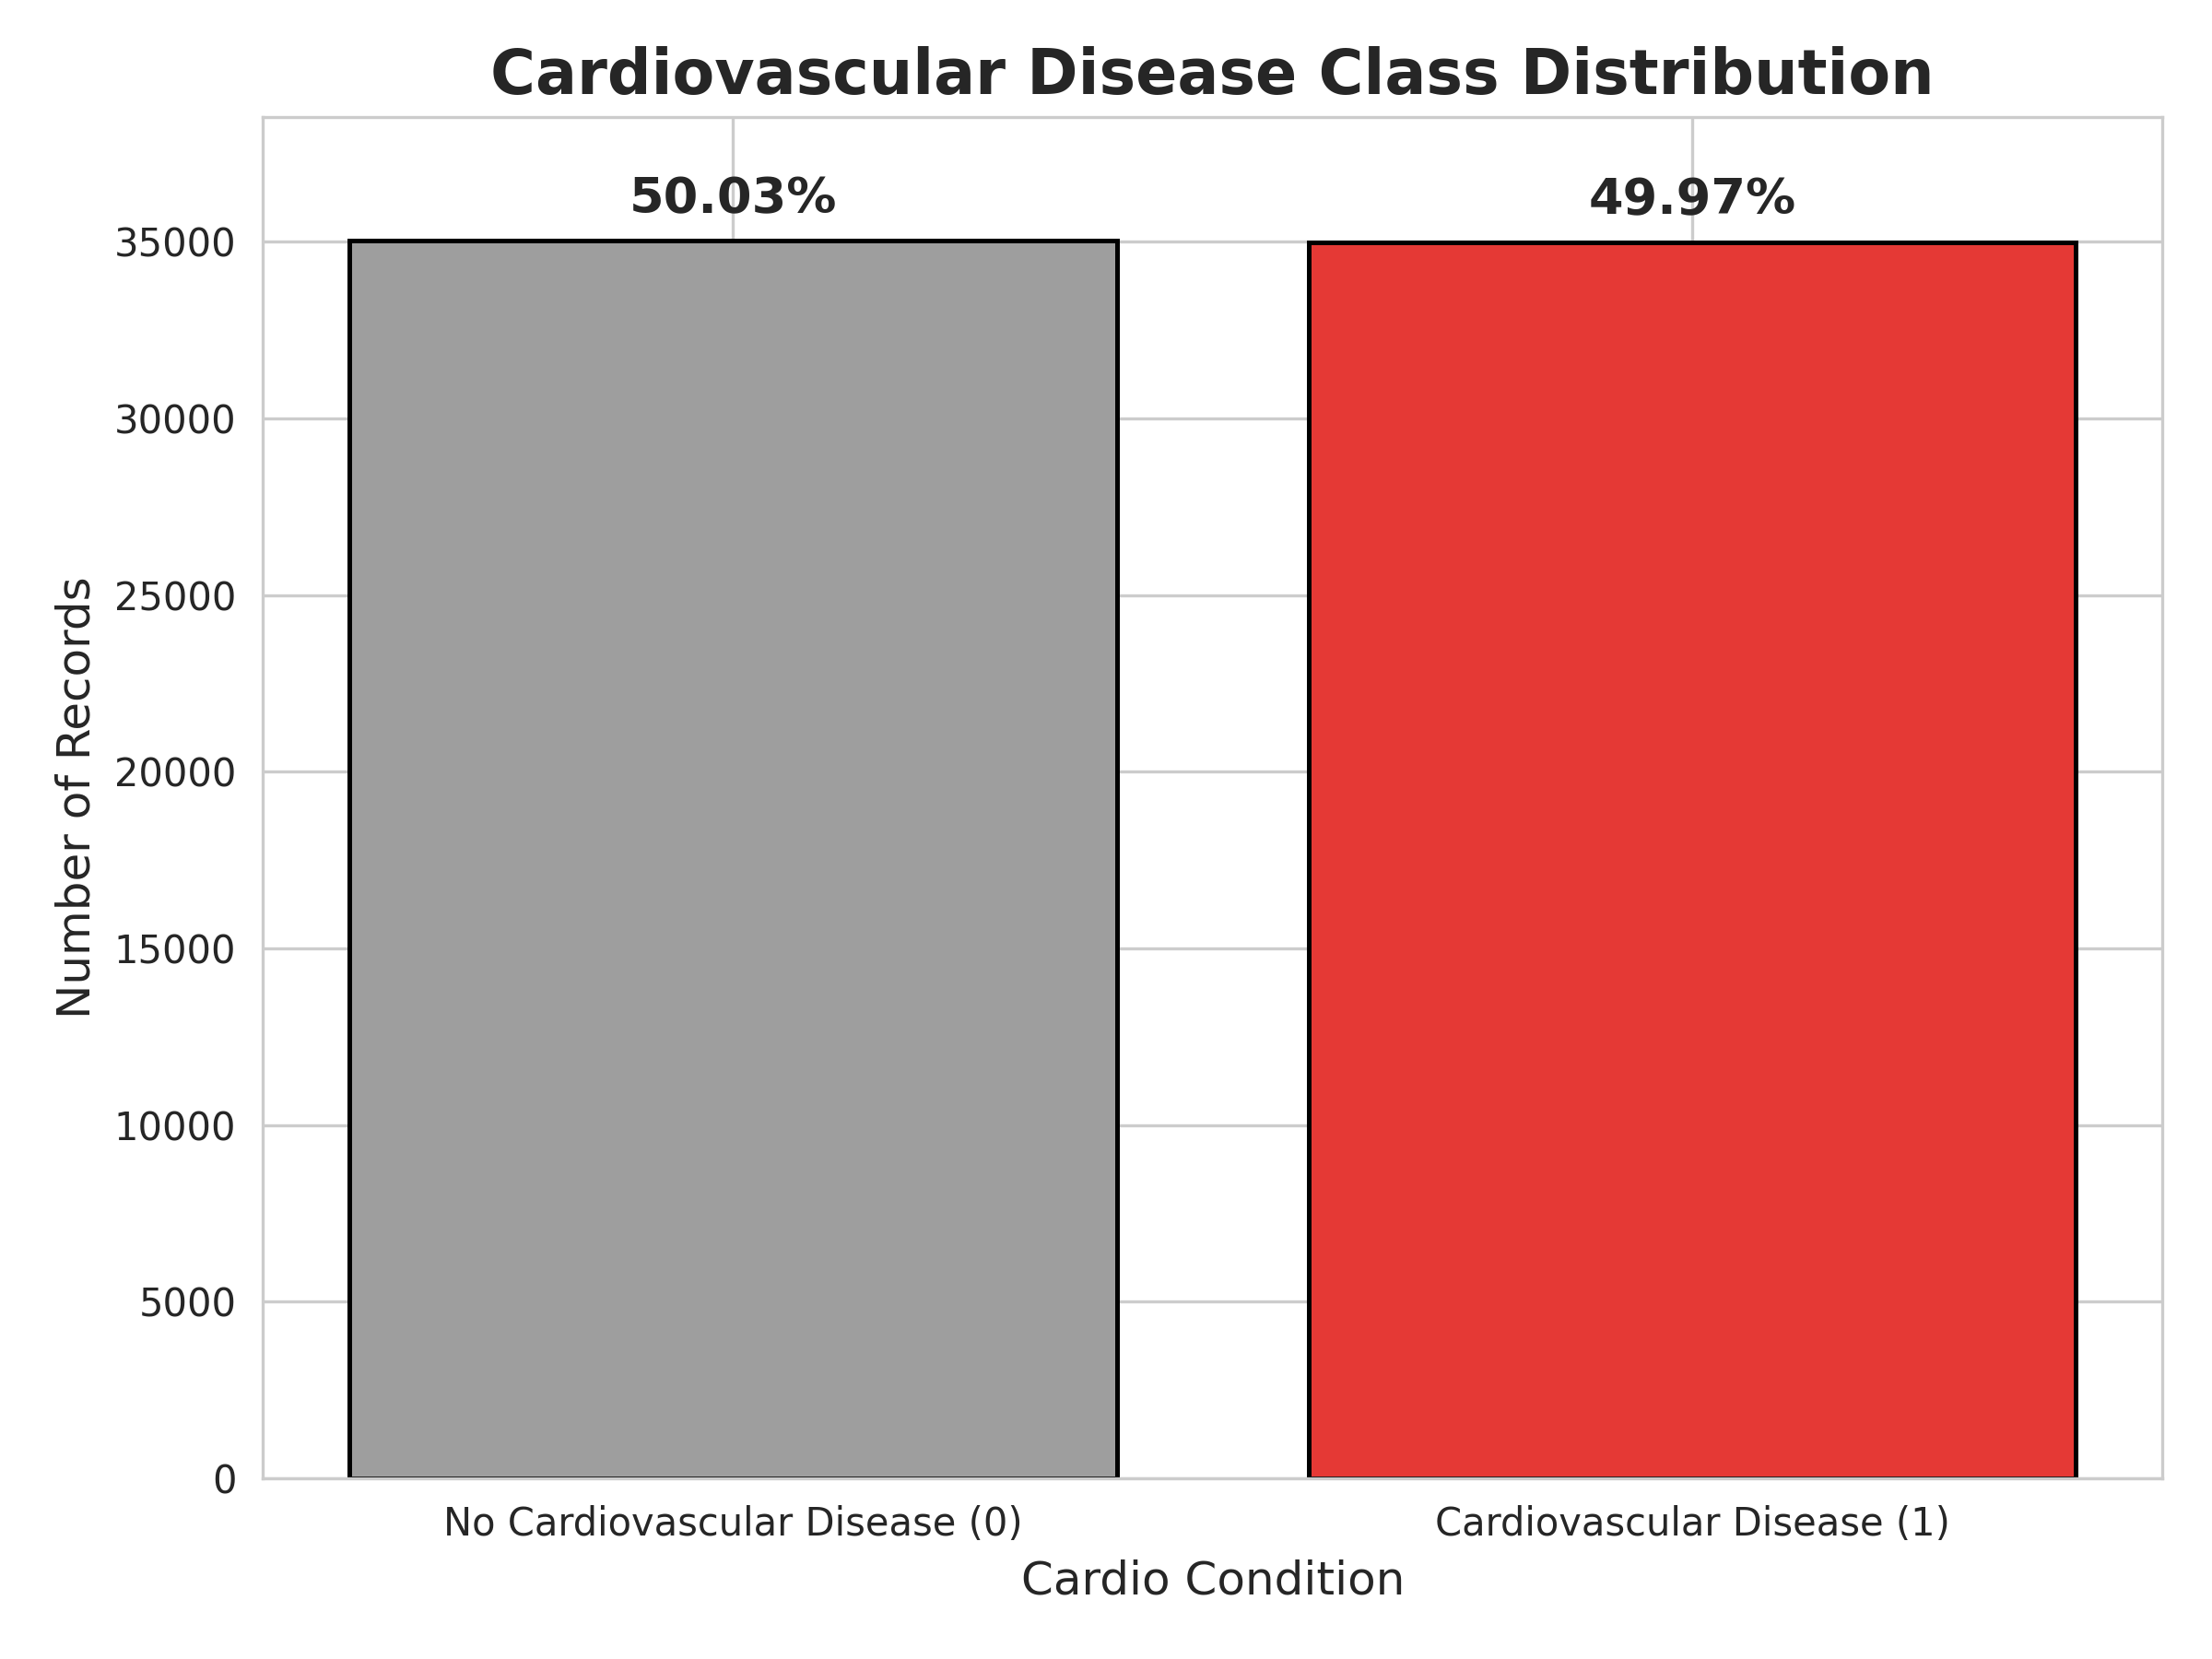 Cardiovascular Disease Class Distribution
50.03%
49.97%
35000
30000
25000
20000
15000
10000
5000
0
Number of Records
No Cardiovascular Disease (0)
Cardiovascular Disease (1)
Cardio Condition